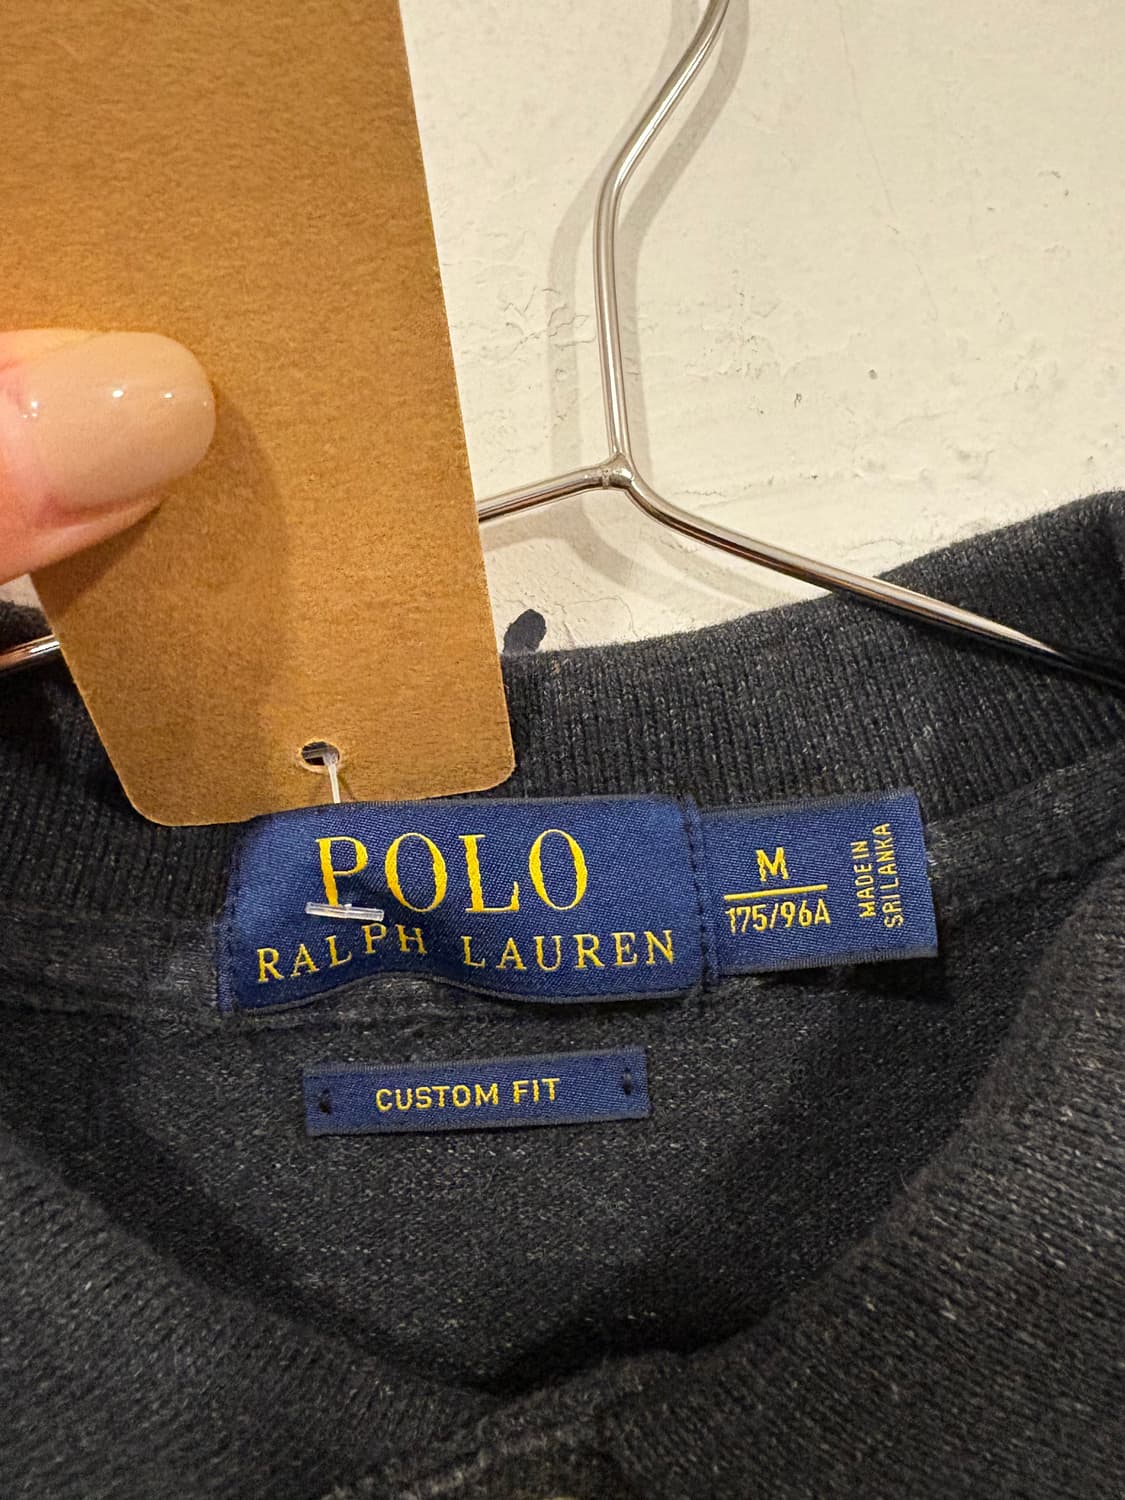 POLO
RALPH LAUREN
M
175/96A
MADE IN
SRI LANKA
CUSTOM FIT